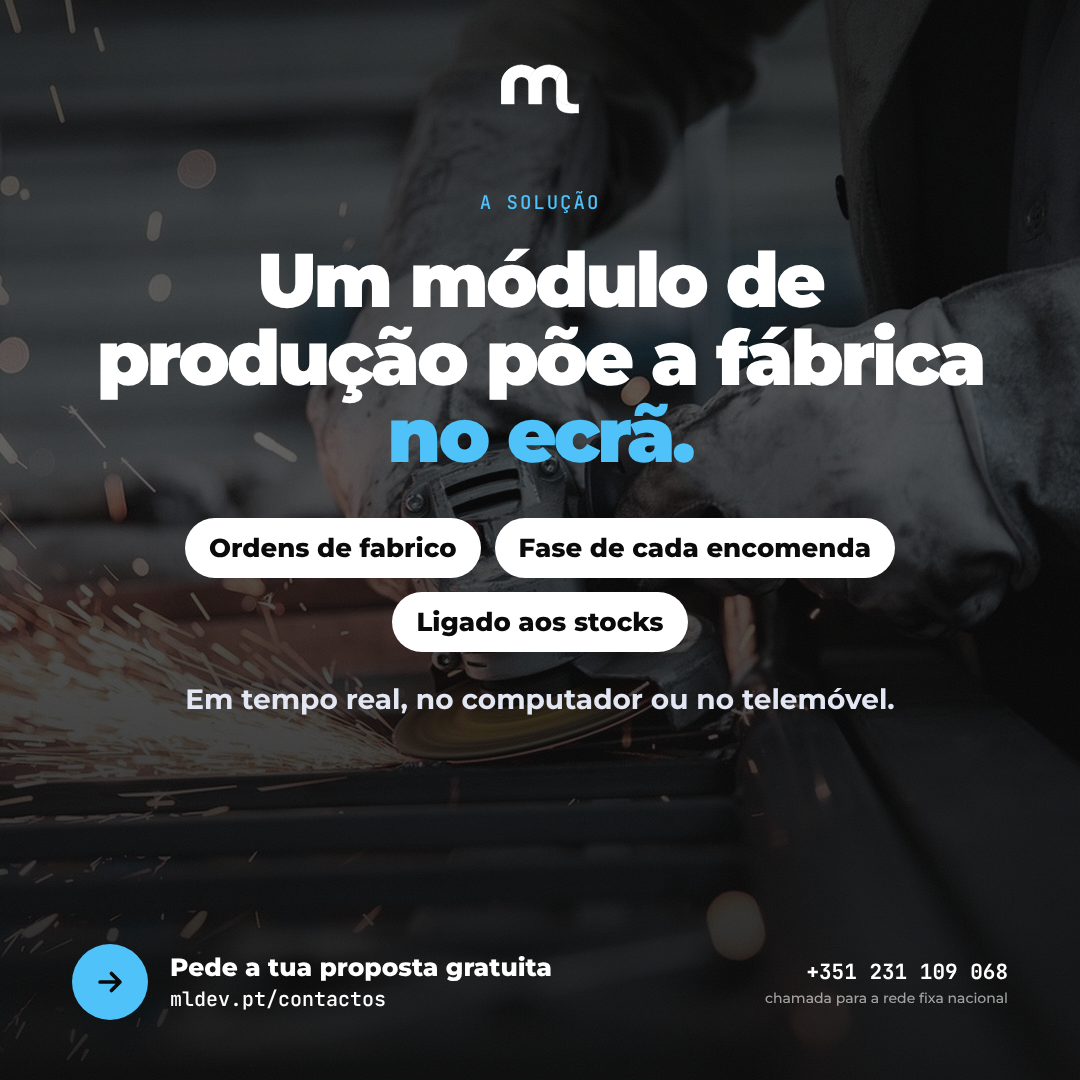 m
A SOLUÇÃO
Um módulo de
produção põe a fábrica
no ecrã.
Ordens de fabrico
Fase de cada encomenda
Ligado aos stocks
Em tempo real, no computador ou no telemóvel.
Pede a tua proposta gratuita
mldev.pt/contactos
+351 231 109 068
chamada para a rede fixa nacional